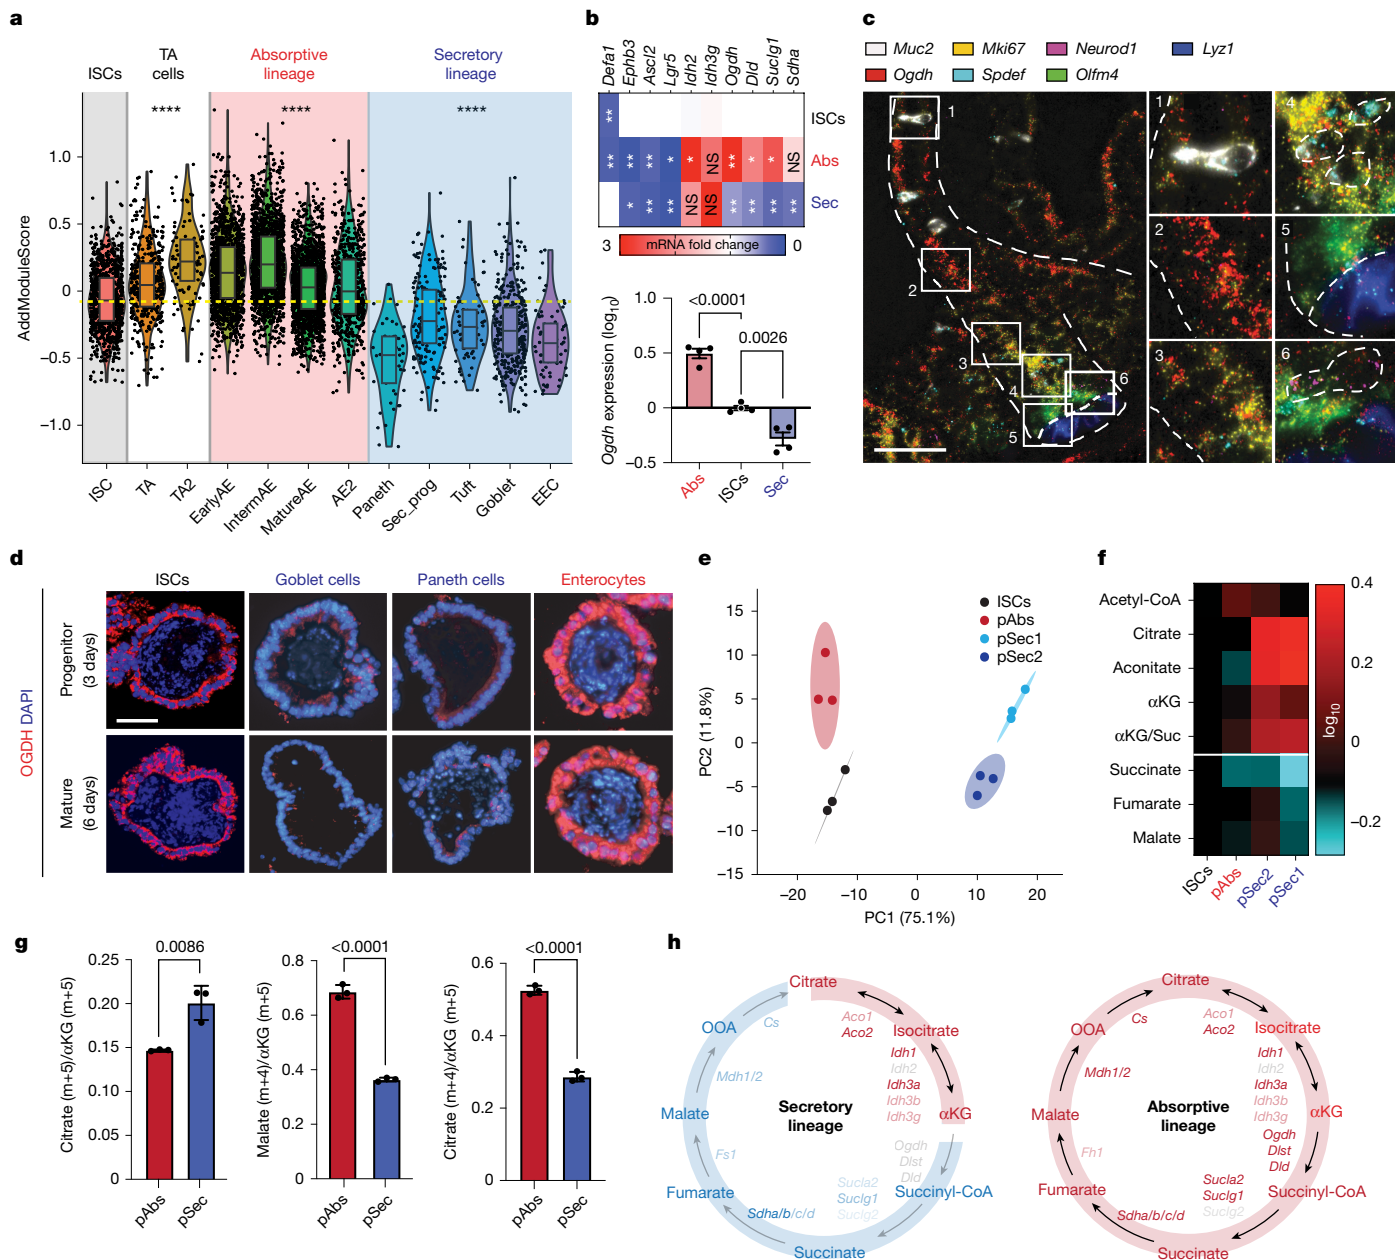 a
ISCs
TA
cells
Absorptive
lineage
Secretory
lineage
****
****
****
AddModuleScore
1.0
0.5
0
−0.5
−1.0
ISC
TA
TA2
EarlyAE
IntermAE
MatureAE
AE2
Paneth
Sec_prog
Tuft
Goblet
EEC
b
Defa1
Ephb3
Ascl2
Lgr5
Idh2
Idh3g
Ogdh
Dld
Suclg1
Sdha
** ISCs
** ** ** * * NS ** * * NS Abs
* ** ** NS NS ** ** ** ** Sec
3 mRNA fold change 0
Ogdh expression (log10)
1.0
0.5
0
−0.5
<0.0001
0.0026
Abs
ISCs
Sec
c
Muc2 Mki67 Neurod1 Lyz1
Ogdh Spdef Olfm4
1
2
3
4
5
6
1
4
2
5
3
6
d
ISCs
Goblet cells
Paneth cells
Enterocytes
OGDH DAPI
Progenitor
(3 days)
Mature
(6 days)
e
PC2 (11.8%)
15
10
5
0
−5
−10
−15
−20
−10
0
10
20
PC1 (75.1%)
ISCs
pAbs
pSec1
pSec2
f
Acetyl-CoA
Citrate
Aconitate
αKG
αKG/Suc
Succinate
Fumarate
Malate
ISCs
pAbs
pSec2
pSec1
0.4
0.2
0
−0.2
log10
g
Citrate (m+5)/αKG (m+5)
0.25
0.20
0.15
0.10
0.05
0
0.0086
pAbs
pSec
Malate (m+4)/αKG (m+5)
0.8
0.6
0.4
0.2
0
<0.0001
pAbs
pSec
Citrate (m+4)/αKG (m+5)
0.6
0.4
0.2
0
<0.0001
pAbs
pSec
h
Secretory
lineage
Citrate
Aco1
Aco2
Isocitrate
Idh1
Idh2
Idh3a
Idh3b
Idh3g
αKG
Ogdh
Dlst
Dld
Succinyl-CoA
Sucla2
Suclg1
Suclg2
Succinate
Sdha/b/c/d
Fumarate
Fs1
Malate
Mdh1/2
OOA
Cs
Absorptive
lineage
Citrate
Aco1
Aco2
Isocitrate
Idh1
Idh2
Idh3a
Idh3b
Idh3g
αKG
Ogdh
Dlst
Dld
Succinyl-CoA
Sucla2
Suclg1
Suclg2
Succinate
Sdha/b/c/d
Fumarate
Fh1
Malate
Mdh1/2
OOA
Cs